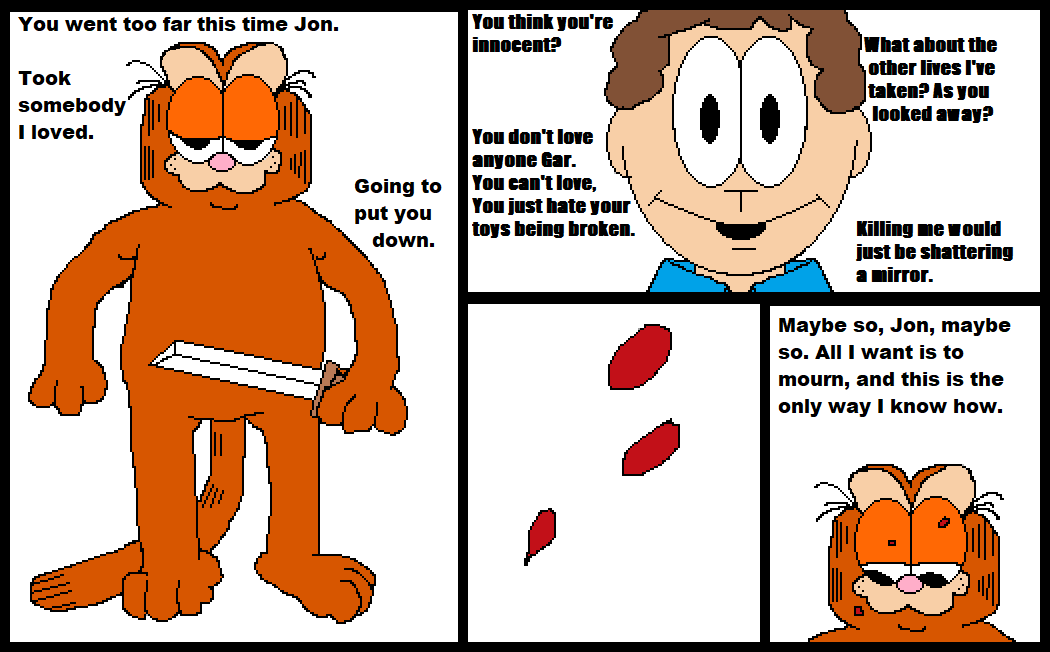 You went too far this time Jon.
Took
somebody
I loved.
Going to
put you
down.
You think you're
innocent?
What about the
other lives I've
taken? As you
looked away?
You don't love
anyone Gar.
You can't love,
You just hate your
toys being broken.
Killing me would
just be shattering
a mirror.
Maybe so, Jon, maybe
so. All I want is to
mourn, and this is the
only way I know how.